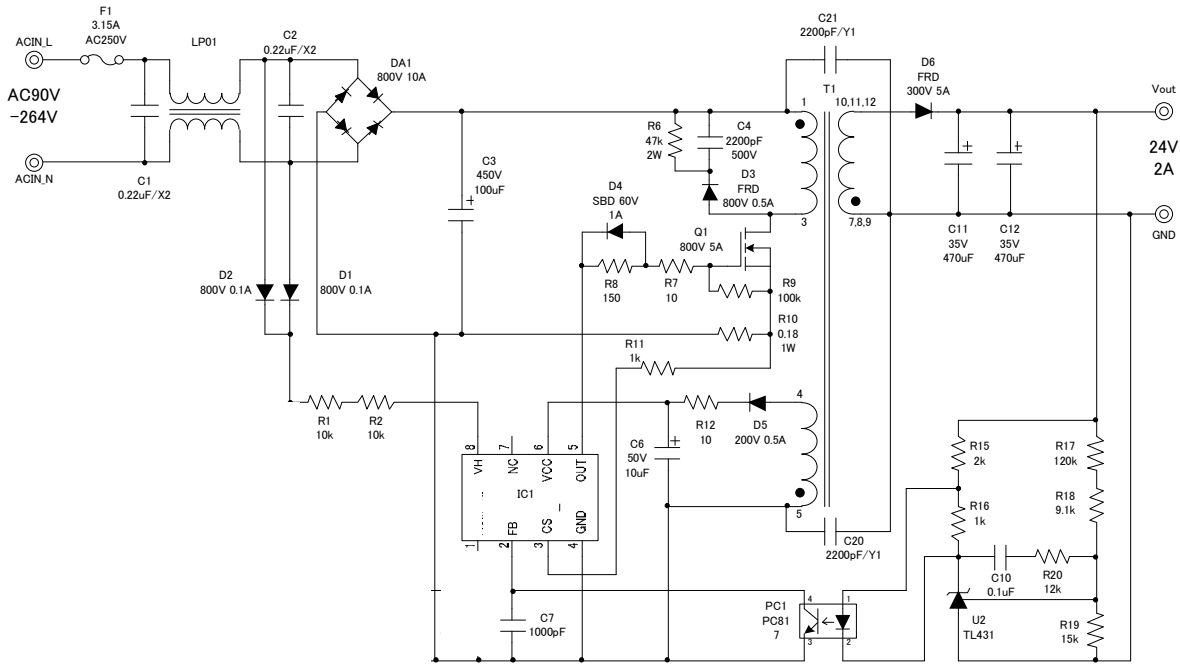 F1
3.15A
AC250V
ACIN_L
LP01
C2
0.22uF/X2
DA1
800V 10A
AC90V
-264V
ACIN_N
C1
0.22uF/X2
C3
450V
100uF
+
R6
47k
2W
C4
2200pF
500V
D3
FRD
800V 0.5A
C21
2200pF/Y1
T1
1
10,11,12
3
7,8,9
D6
FRD
300V 5A
Vout
24V
2A
GND
+
+
C11
35V
470uF
C12
35V
470uF
D4
SBD 60V
1A
Q1
800V 5A
R8
150
R7
10
R9
100k
R10
0.18
1W
R11
1k
D2
800V 0.1A
D1
800V 0.1A
R1
10k
R2
10k
R12
10
D5
200V 0.5A
4
5
C6
50V
10uF
+
8
7
6
5
VH
NC
VCC
OUT
IC1
FB
CS
GND
1
2
3
4
C20
2200pF/Y1
C7
1000pF
PC1
PC81
7
4
3
1
2
R15
2k
R16
1k
R17
120k
R18
9.1k
C10
0.1uF
R20
12k
U2
TL431
R19
15k